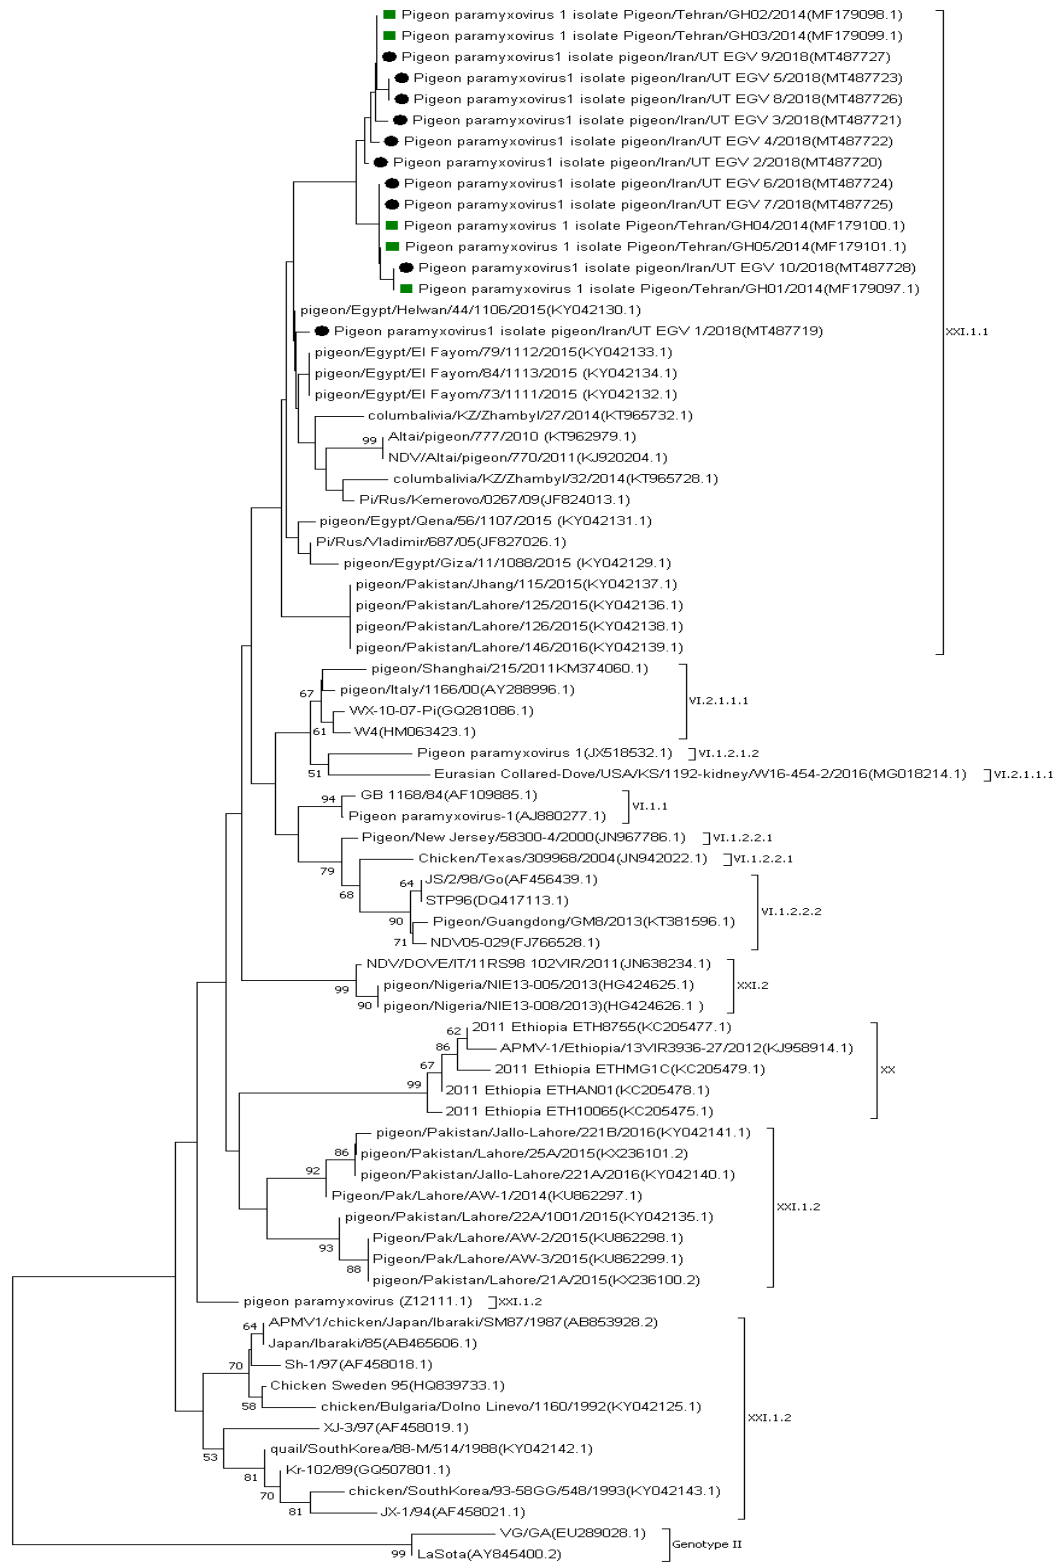 Pigeon paramyxovirus 1 isolate Pigeon/Tehran/GH02/2014(MF179098.1)
Pigeon paramyxovirus 1 isolate Pigeon/Tehran/GH03/2014(MF179099.1)
Pigeon paramyxovirus1 isolate pigeon/Iran/UT EGV 9/2018(MT487727)
Pigeon paramyxovirus1 isolate pigeon/Iran/UT EGV 5/2018(MT487723)
Pigeon paramyxovirus1 isolate pigeon/Iran/UT EGV 8/2018(MT487726)
Pigeon paramyxovirus1 isolate pigeon/Iran/UT EGV 3/2018(MT487721)
Pigeon paramyxovirus1 isolate pigeon/Iran/UT EGV 4/2018(MT487722)
Pigeon paramyxovirus1 isolate pigeon/Iran/UT EGV 2/2018(MT487720)
Pigeon paramyxovirus1 isolate pigeon/Iran/UT EGV 6/2018(MT487724)
Pigeon paramyxovirus1 isolate pigeon/Iran/UT EGV 7/2018(MT487725)
Pigeon paramyxovirus 1 isolate Pigeon/Tehran/GH04/2014(MF179100.1)
Pigeon paramyxovirus 1 isolate Pigeon/Tehran/GH05/2014(MF179101.1)
Pigeon paramyxovirus1 isolate pigeon/Iran/UT EGV 10/2018(MT487728)
Pigeon paramyxovirus 1 isolate Pigeon/Tehran/GH01/2014(MF179097.1)
pigeon/Egypt/Helwan/44/1106/2015(KY042130.1)
Pigeon paramyxovirus1 isolate pigeon/Iran/UT EGV 1/2018(MT487719)
XXI.1.1
pigeon/Egypt/El Fayom/79/1112/2015(KY042133.1)
pigeon/Egypt/El Fayom/84/1113/2015 (KY042134.1)
pigeon/Egypt/El Fayom/73/1111/2015 (KY042132.1)
columbalivia/KZ/Zhambyl/27/2014(KT965732.1)
99
Altai/pigeon/777/2010 (KT962979.1)
NDV/Altai/pigeon/770/2011(KJ920204.1)
columbalivia/KZ/Zhambyl/32/2014(KT965728.1)
Pi/Rus/Kemerovo/0267/09(JF824013.1)
pigeon/Egypt/Qena/56/1107/2015 (KY042131.1)
Pi/Rus/Vladimir/687/05(JF827026.1)
pigeon/Egypt/Giza/11/1088/2015 (KY042129.1)
pigeon/Pakistan/Jhang/115/2015(KY042137.1)
pigeon/Pakistan/Lahore/125/2015(KY042136.1)
pigeon/Pakistan/Lahore/126/2015(KY042138.1)
pigeon/Pakistan/Lahore/146/2016(KY042139.1)
pigeon/Shanghai/215/2011KM374060.1)
67
pigeon/Italy/1166/00(AY288996.1)
VI.2.1.1.1
WX-10-07-Pi(GQ281086.1)
61
W4(HM063423.1)
Pigeon paramyxovirus 1(JX518532.1)
VI.1.2.1.2
51
Eurasian Collared-Dove/USA/KS/1192-kidney/W16-454-2/2016(MG018214.1)
VI.2.1.1.1
94
GB 1168/84(AF109885.1)
VI.1.1
Pigeon paramyxovirus-1(AJ880277.1)
Pigeon/New Jersey/58300-4/2000(JN967786.1)
VI.1.2.2.1
79
Chicken/Texas/309968/2004(JN942022.1)
VI.1.2.2.1
64
JS/2/98/Go(AF456439.1)
68
STP96(DQ417113.1)
VI.1.2.2.2
90
Pigeon/Guangdong/GM8/2013(KT381596.1)
71
NDV05-029(FJ766528.1)
NDV/DOVE/IT/11RS98 102VIR/2011(JN638234.1)
99
pigeon/Nigeria/NIE13-005/2013(HG424625.1)
XXI.2
90
pigeon/Nigeria/NIE13-008/2013)(HG424626.1 )
62
2011 Ethiopia ETH8755(KC205477.1)
86
APMV-1/Ethiopia/13VIR3936-27/2012(KJ958914.1)
67
2011 Ethiopia ETHMG1C(KC205479.1)
XX
99
2011 Ethiopia ETHAN01(KC205478.1)
2011 Ethiopia ETH10065(KC205475.1)
pigeon/Pakistan/Jallo-Lahore/221B/2016(KY042141.1)
86
pigeon/Pakistan/Lahore/25A/2015(KX236101.2)
92
pigeon/Pakistan/Jallo-Lahore/221A/2016(KY042140.1)
Pigeon/Pak/Lahore/AW-1/2014(KU862297.1)
XXI.1.2
pigeon/Pakistan/Lahore/22A/1001/2015(KY042135.1)
93
Pigeon/Pak/Lahore/AW-2/2015(KU862298.1)
Pigeon/Pak/Lahore/AW-3/2015(KU862299.1)
88
pigeon/Pakistan/Lahore/21A/2015(KX236100.2)
pigeon paramyxovirus (Z12111.1)
XXI.1.2
64
APMV1/chicken/Japan/Ibaraki/SM87/1987(AB853928.2)
Japan/Ibaraki/85(AB465606.1)
70
Sh-1/97(AF458018.1)
Chicken Sweden 95(HQ839733.1)
58
chicken/Bulgaria/Dolno Linevo/1160/1992(KY042125.1)
XXI.1.2
XJ-3/97(AF458019.1)
53
quail/SouthKorea/88-M/514/1988(KY042142.1)
81
Kr-102/89(GQ507801.1)
70
chicken/SouthKorea/93-58GG/548/1993(KY042143.1)
81
JX-1/94(AF458021.1)
VG/GA(EU289028.1)
Genotype II
99
LaSota(AY845400.2)